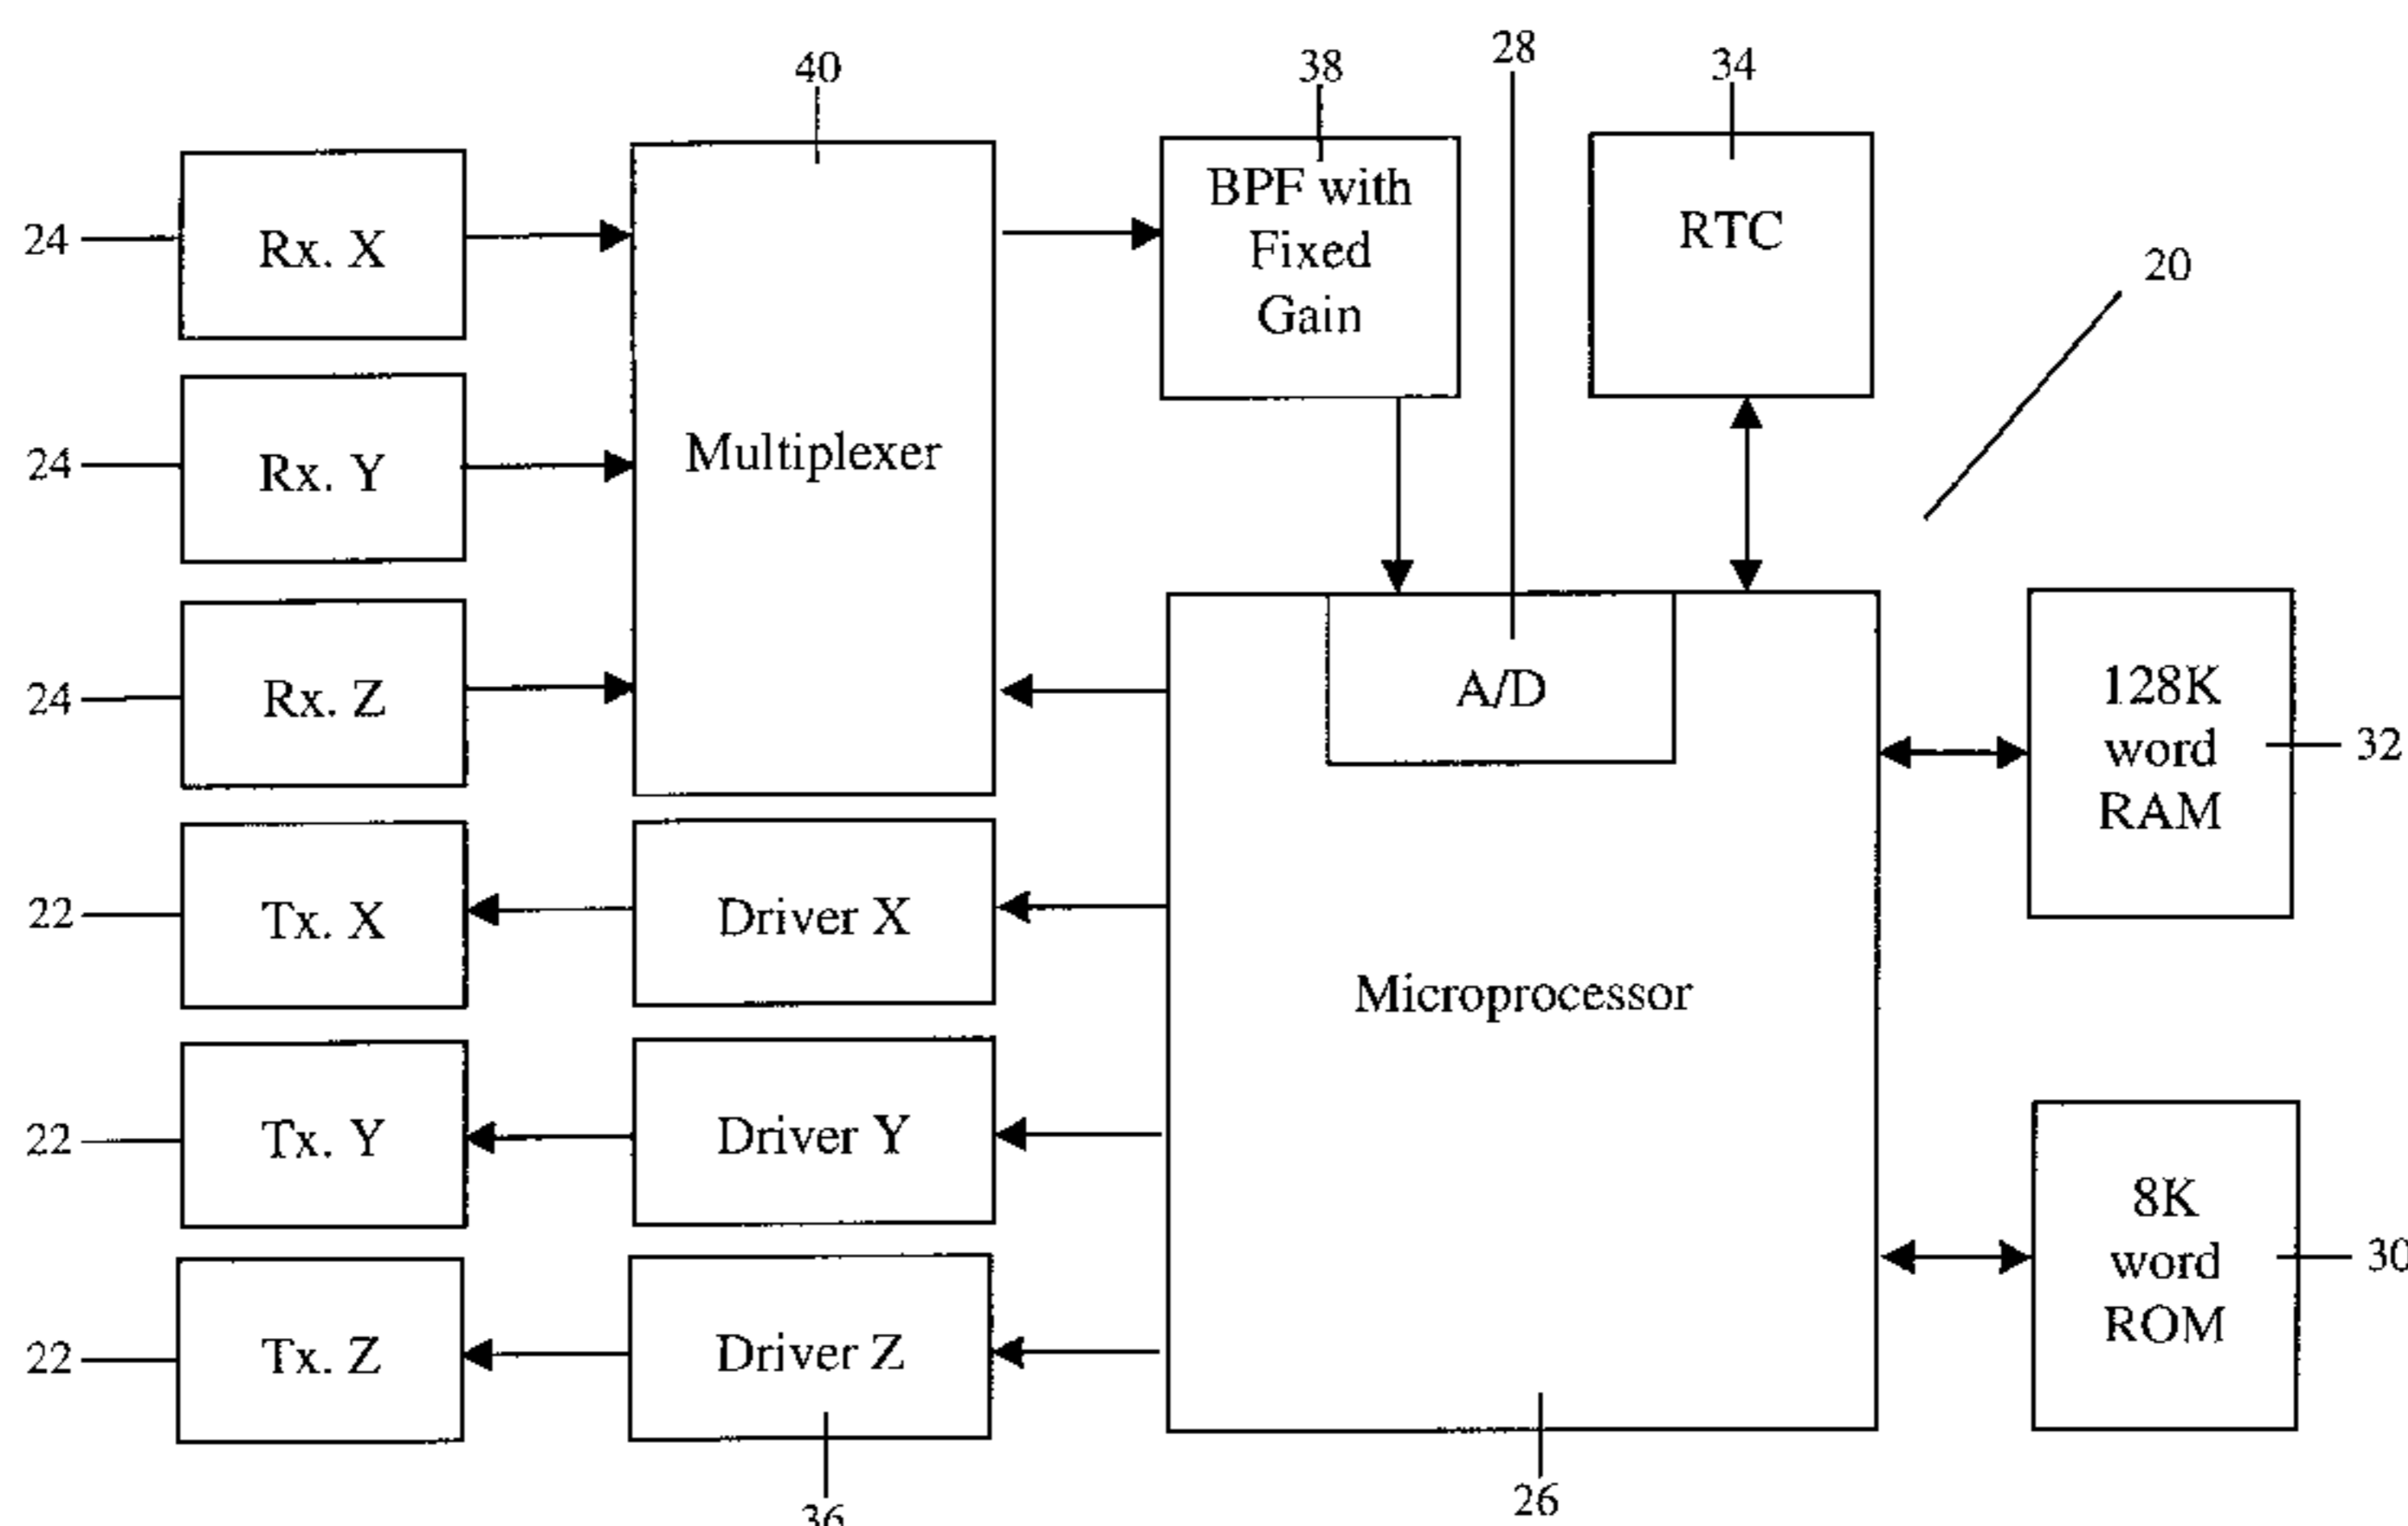 40
38
28
34
24
Rx. X
BPF with
Fixed
Gain
RTC
20
24
Rx. Y
Multiplexer
24
Rx. Z
A/D
128K
word
RAM
32
22
Tx. X
Driver X
Microprocessor
22
Tx. Y
Driver Y
8K
word
ROM
30
22
Tx. Z
Driver Z
36
26